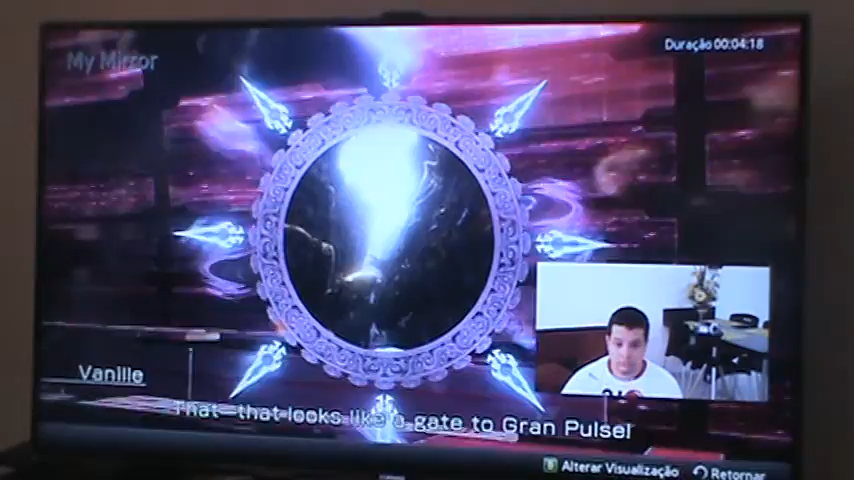 My Mirror
Duração 00:04:18
Vanille
That—that looks like a gate to Gran Pulse!
Alterar Visualização
Retornar